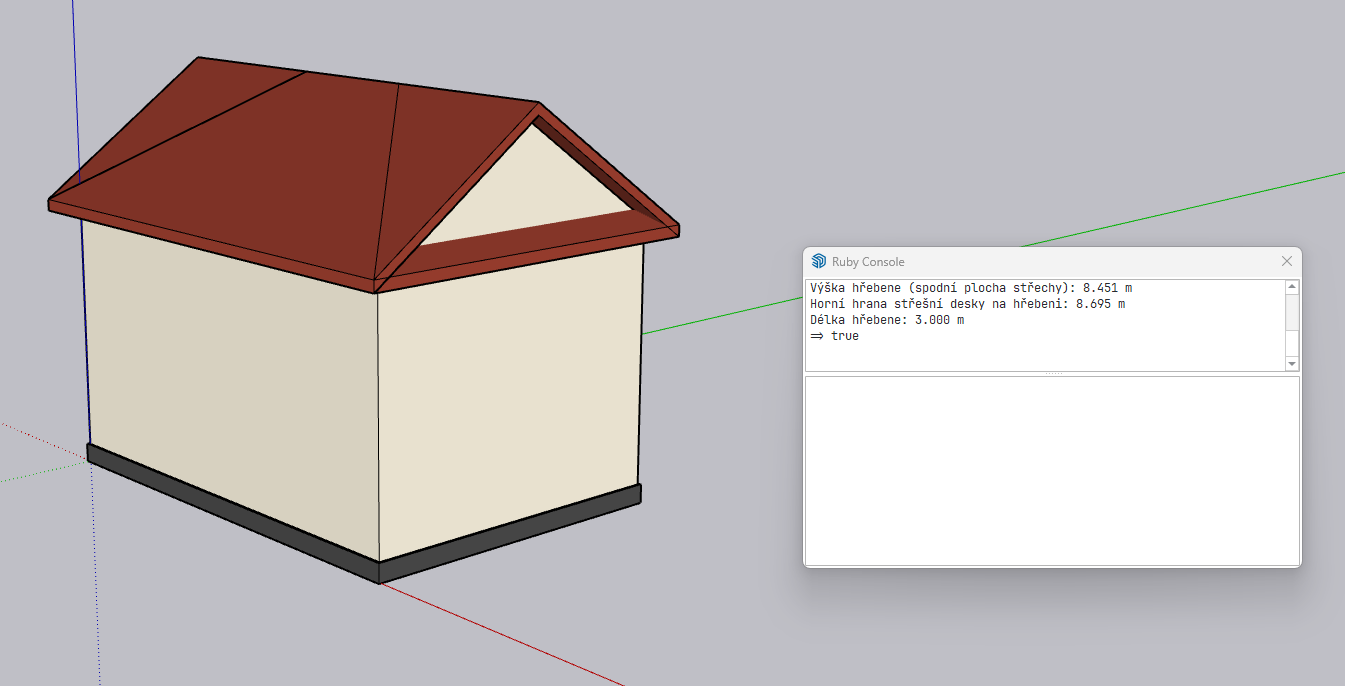 Ruby Console
Výška hřebene (spodní plocha střechy): 8.451 m
Horní hrana střešní desky na hřebeni: 8.695 m
Délka hřebene: 3.000 m
=> true